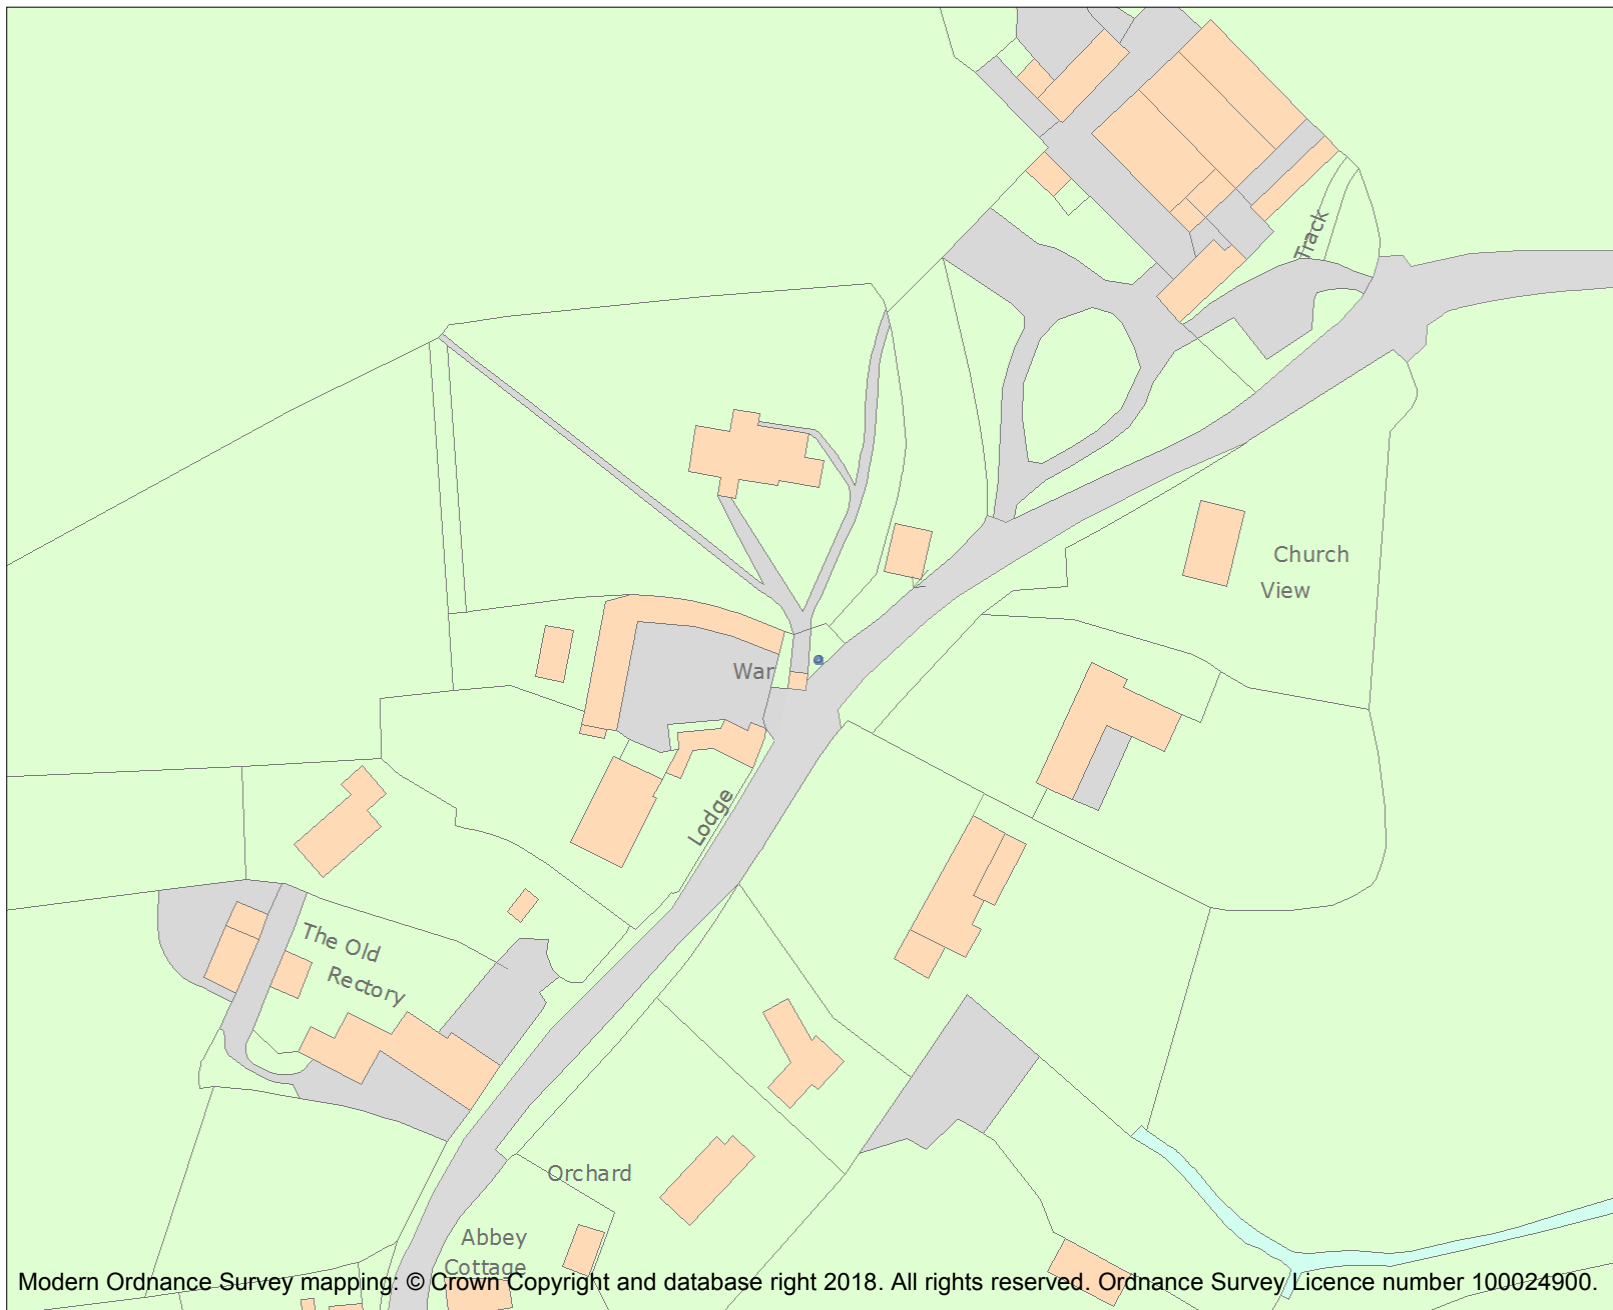 Track
Church
View
War
Lodge
The Old
Rectory
Orchard
Abbey
Cottage
Modern Ordnance Survey mapping: © Crown Copyright and database right 2018. All rights reserved. Ordnance Survey Licence number 100024900.